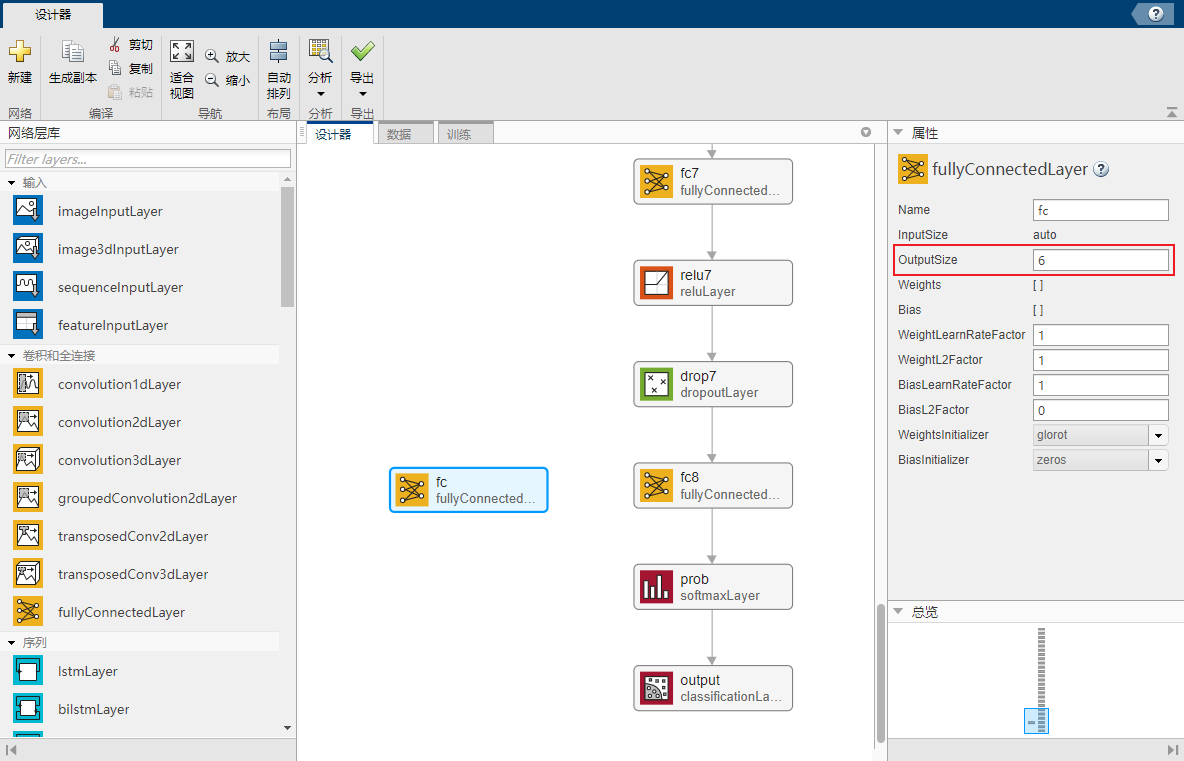 设计器
新建
生成副本
剪切
复制
粘贴
适合
视图
放大
缩小
自动
排列
分析
导出
网络
编译
导航
布局
分析
导出
网络层库
Filter layers...
输入
imageInputLayer
image3dInputLayer
sequenceInputLayer
featureInputLayer
卷积和全连接
convolution1dLayer
convolution2dLayer
convolution3dLayer
groupedConvolution2dLayer
transposedConv2dLayer
transposedConv3dLayer
fullyConnectedLayer
序列
lstmLayer
bilstmLayer
设计器
数据
训练
fc7
fullyConnected...
relu7
reluLayer
drop7
dropoutLayer
fc
fullyConnected...
fc8
fullyConnected...
prob
softmaxLayer
output
classificationLa...
属性
fullyConnectedLayer
Name fc
InputSize auto
OutputSize 6
Weights [ ]
Bias [ ]
WeightLearnRateFactor 1
WeightL2Factor 1
BiasLearnRateFactor 1
BiasL2Factor 0
WeightsInitializer glorot
BiasInitializer zeros
总览